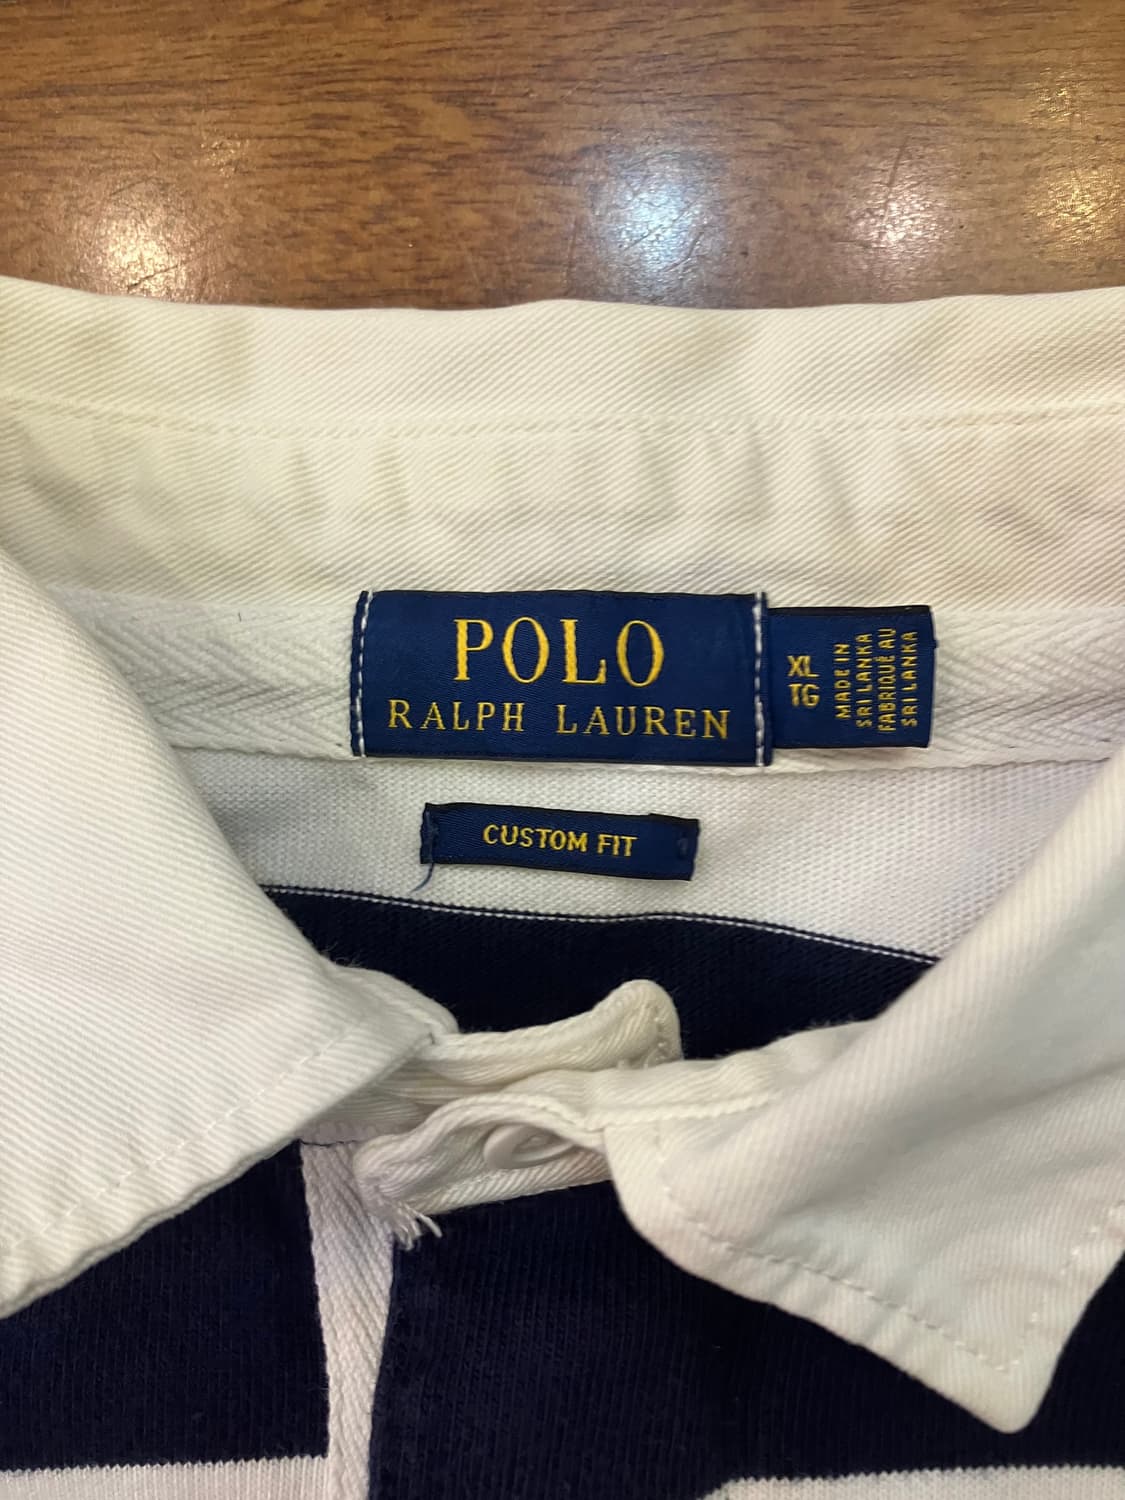 POLO
RALPH LAUREN
XL
TG
MADE IN
SRI LANKA
FABRIQUÉ AU
SRI LANKA
CUSTOM FIT